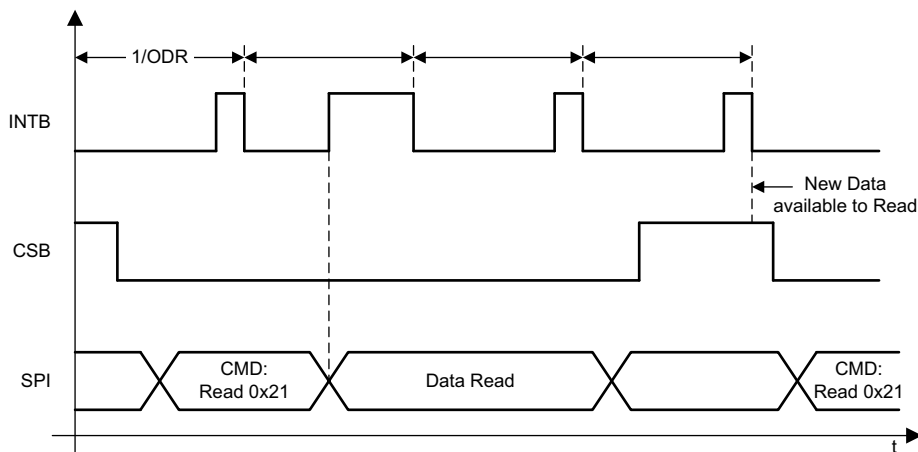 1/ODR
INTB
New Data
available to Read
CSB
SPI
CMD:
Read 0x21
Data Read
CMD:
Read 0x21
t